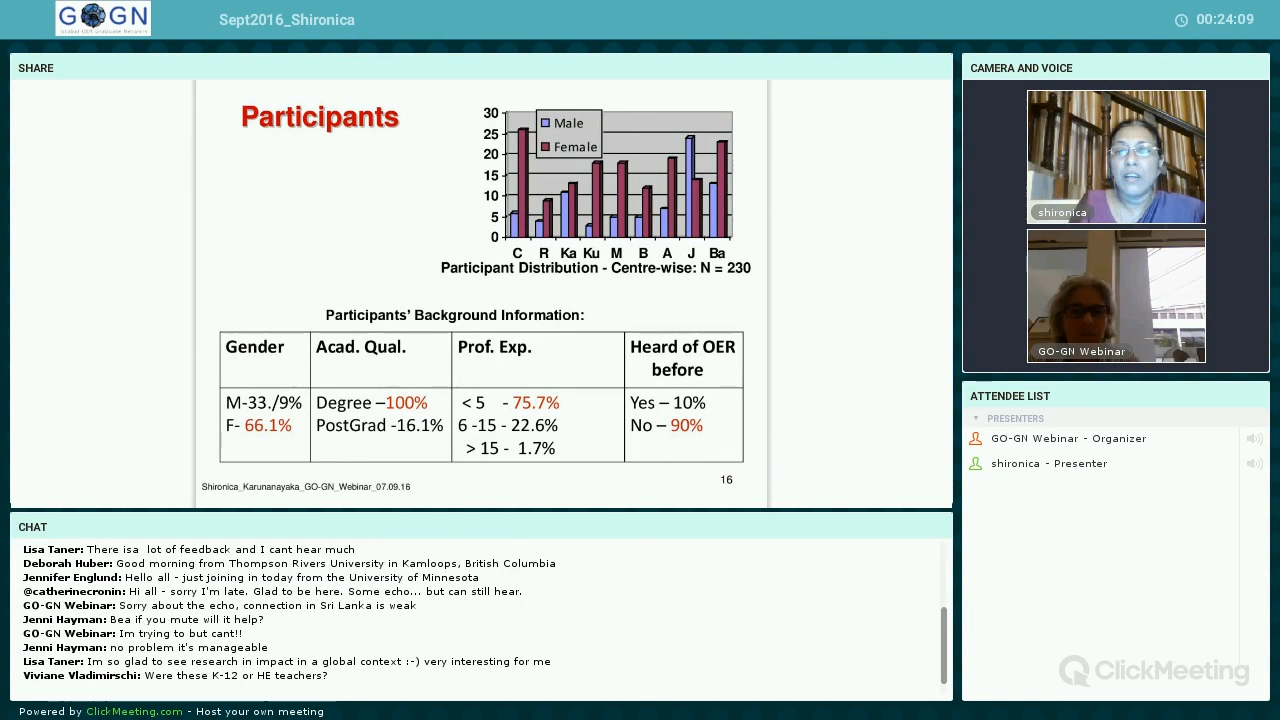 GOGN
Global OER Graduate Network
Sept2016_Shironica
00:24:09
SHARE
Participants
30
25
20
15
10
5
0
Male
Female
C R Ka Ku M B A J Ba
Participant Distribution - Centre-wise: N = 230
Participants' Background Information:
Gender Acad. Qual. Prof. Exp. Heard of OER before
M-33./9% Degree –100% < 5 - 75.7% Yes – 10%
F- 66.1% PostGrad -16.1% 6 -15 - 22.6% No – 90%
> 15 - 1.7%
Shironica_Karunanayaka_GO-GN_Webinar_07.09.16
16
CAMERA AND VOICE
shironica
GO-GN Webinar
ATTENDEE LIST
PRESENTERS
GO-GN Webinar - Organizer
shironica - Presenter
ClickMeeting
CHAT
Lisa Taner: There isa lot of feedback and I cant hear much
Deborah Huber: Good morning from Thompson Rivers University in Kamloops, British Columbia
Jennifer Englund: Hello all - just joining in today from the University of Minnesota
@catherinecronin: Hi all - sorry I'm late. Glad to be here. Some echo... but can still hear.
GO-GN Webinar: Sorry about the echo, connection in Sri Lanka is weak
Jenni Hayman: Bea if you mute will it help?
GO-GN Webinar: Im trying to but cant!!
Jenni Hayman: no problem it's manageable
Lisa Taner: Im so glad to see research in impact in a global context :-) very interesting for me
Viviane Vladimirschi: Were these K-12 or HE teachers?
Powered by ClickMeeting.com - Host your own meeting